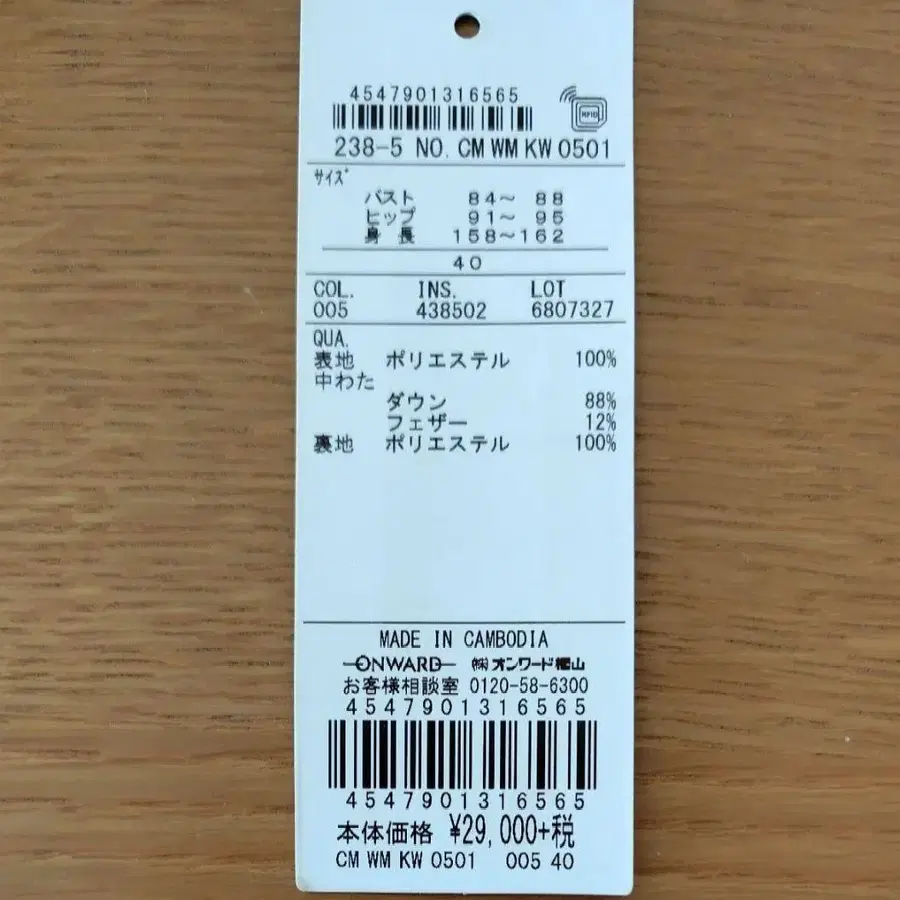 4547901316565
RFID
238-5 NO. CM WM KW 0501
サイズ
バスト 84～ 88
ヒップ 91～ 95
身長 158～162
40
COL. INS. LOT
005 438502 6807327
QUA.
表地 ポリエステル 100%
中わた
ダウン 88%
フェザー 12%
裏地 ポリエステル 100%
MADE IN CAMBODIA
ONWARD ㈱オンワード樫山
お客様相談室 0120-58-6300
4547901316565
4547901316565
本体価格 ¥29,000+税
CM WM KW 0501 005 40